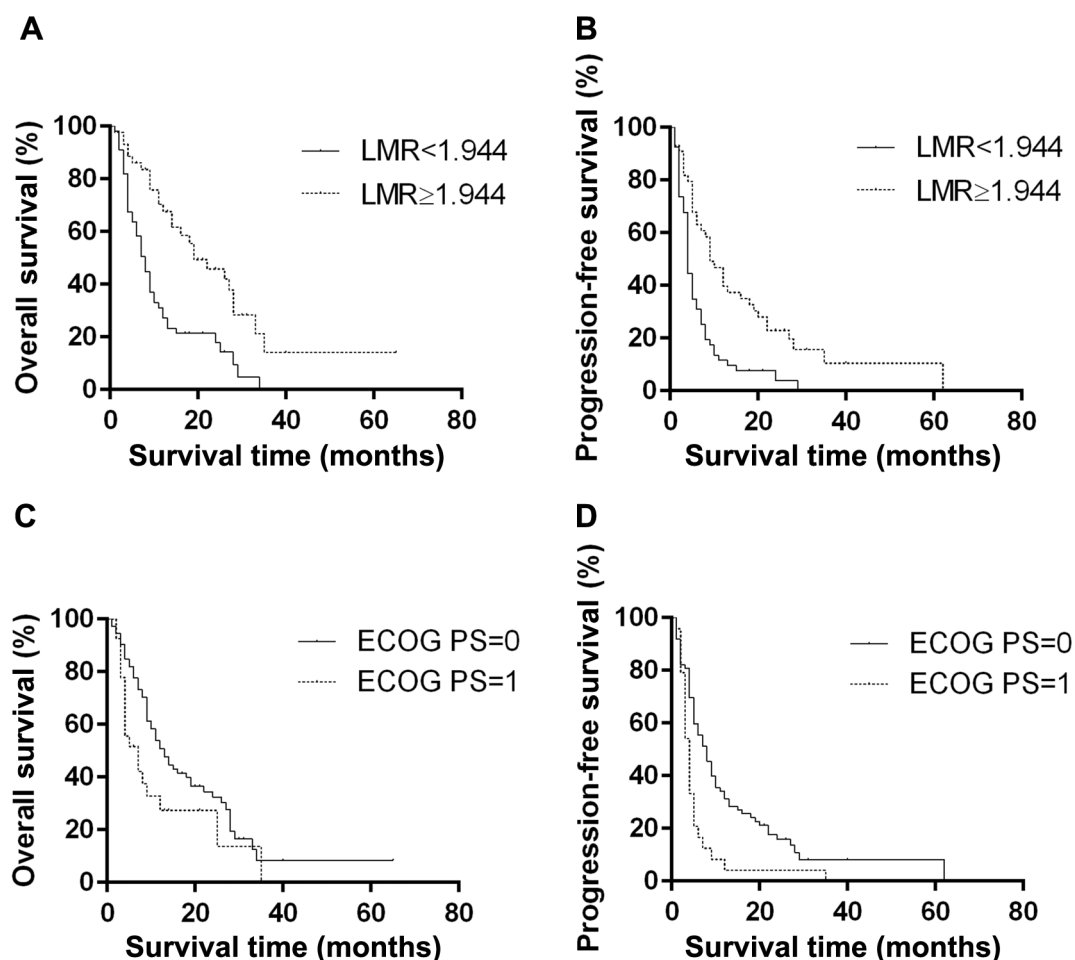 A
Overall survival (%)
100
80
60
40
20
0
0 20 40 60 80
Survival time (months)
LMR<1.944
LMR≥1.944
B
Progression-free survival (%)
100
80
60
40
20
0
0 20 40 60 80
Survival time (months)
LMR<1.944
LMR≥1.944
C
Overall survival (%)
100
80
60
40
20
0
0 20 40 60 80
Survival time (months)
ECOG PS=0
ECOG PS=1
D
Progression-free survival (%)
100
80
60
40
20
0
0 20 40 60 80
Survival time (months)
ECOG PS=0
ECOG PS=1